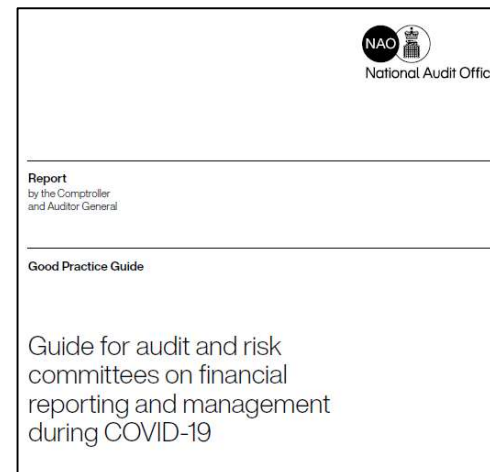 NAO
National Audit Offic
Report
by the Comptroller
and Auditor General
Good Practice Guide
Guide for audit and risk
committees on financial
reporting and management
during COVID-19